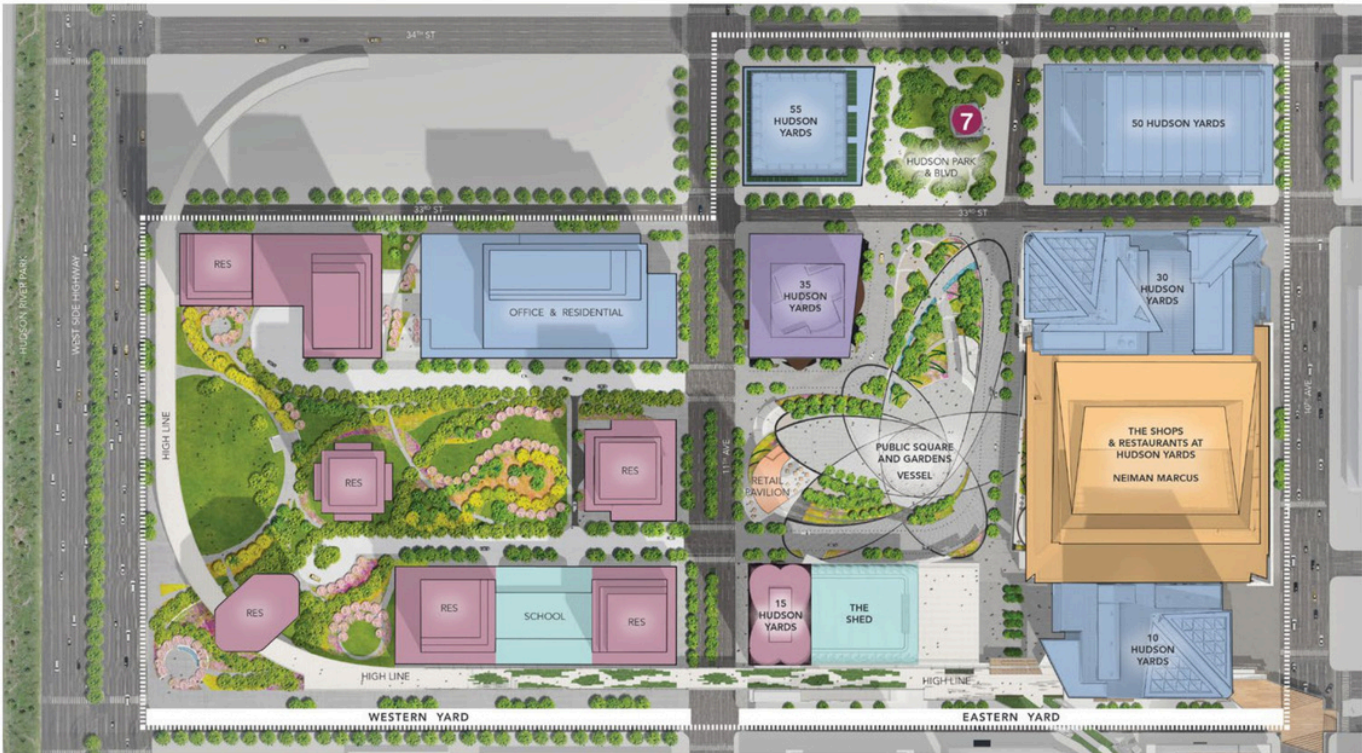 34TH ST
55
HUDSON
YARDS
7
HUDSON PARK
& BLVD
50 HUDSON YARDS
33RD ST
33RD ST
HUDSON RIVER PARK
WEST SIDE HIGHWAY
RES
OFFICE & RESIDENTIAL
35
HUDSON
YARDS
30
HUDSON
YARDS
HIGH LINE
RES
RES
11TH AVE
RETAIL
PAVILION
PUBLIC SQUARE
AND GARDENS
VESSEL
THE SHOPS
& RESTAURANTS AT
HUDSON YARDS
NEIMAN MARCUS
10TH AVE
RES
RES
SCHOOL
RES
15
HUDSON
YARDS
THE
SHED
10
HUDSON
YARDS
HIGH LINE
HIGH LINE
WESTERN YARD
EASTERN YARD